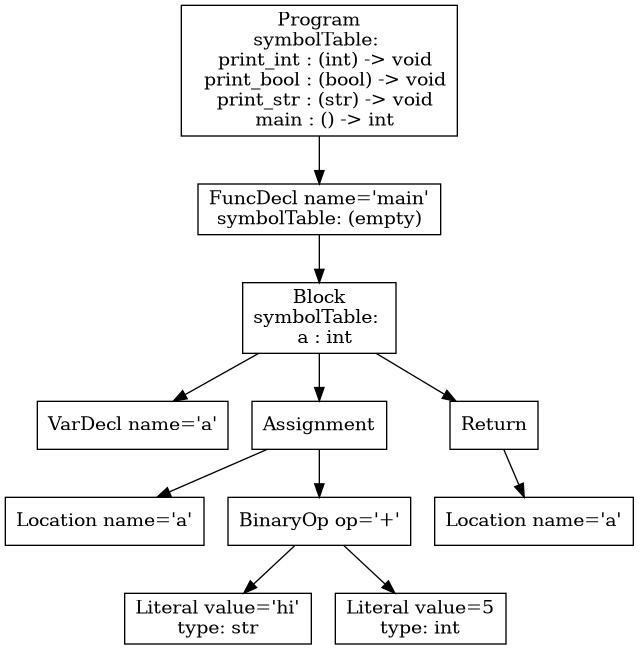 Program
symbolTable:
print_int : (int) -> void
print_bool : (bool) -> void
print_str : (str) -> void
main : () -> int
FuncDecl name='main'
symbolTable: (empty)
Block
symbolTable:
a : int
VarDecl name='a'
Assignment
Return
Location name='a'
BinaryOp op='+'
Location name='a'
Literal value='hi'
type: str
Literal value=5
type: int